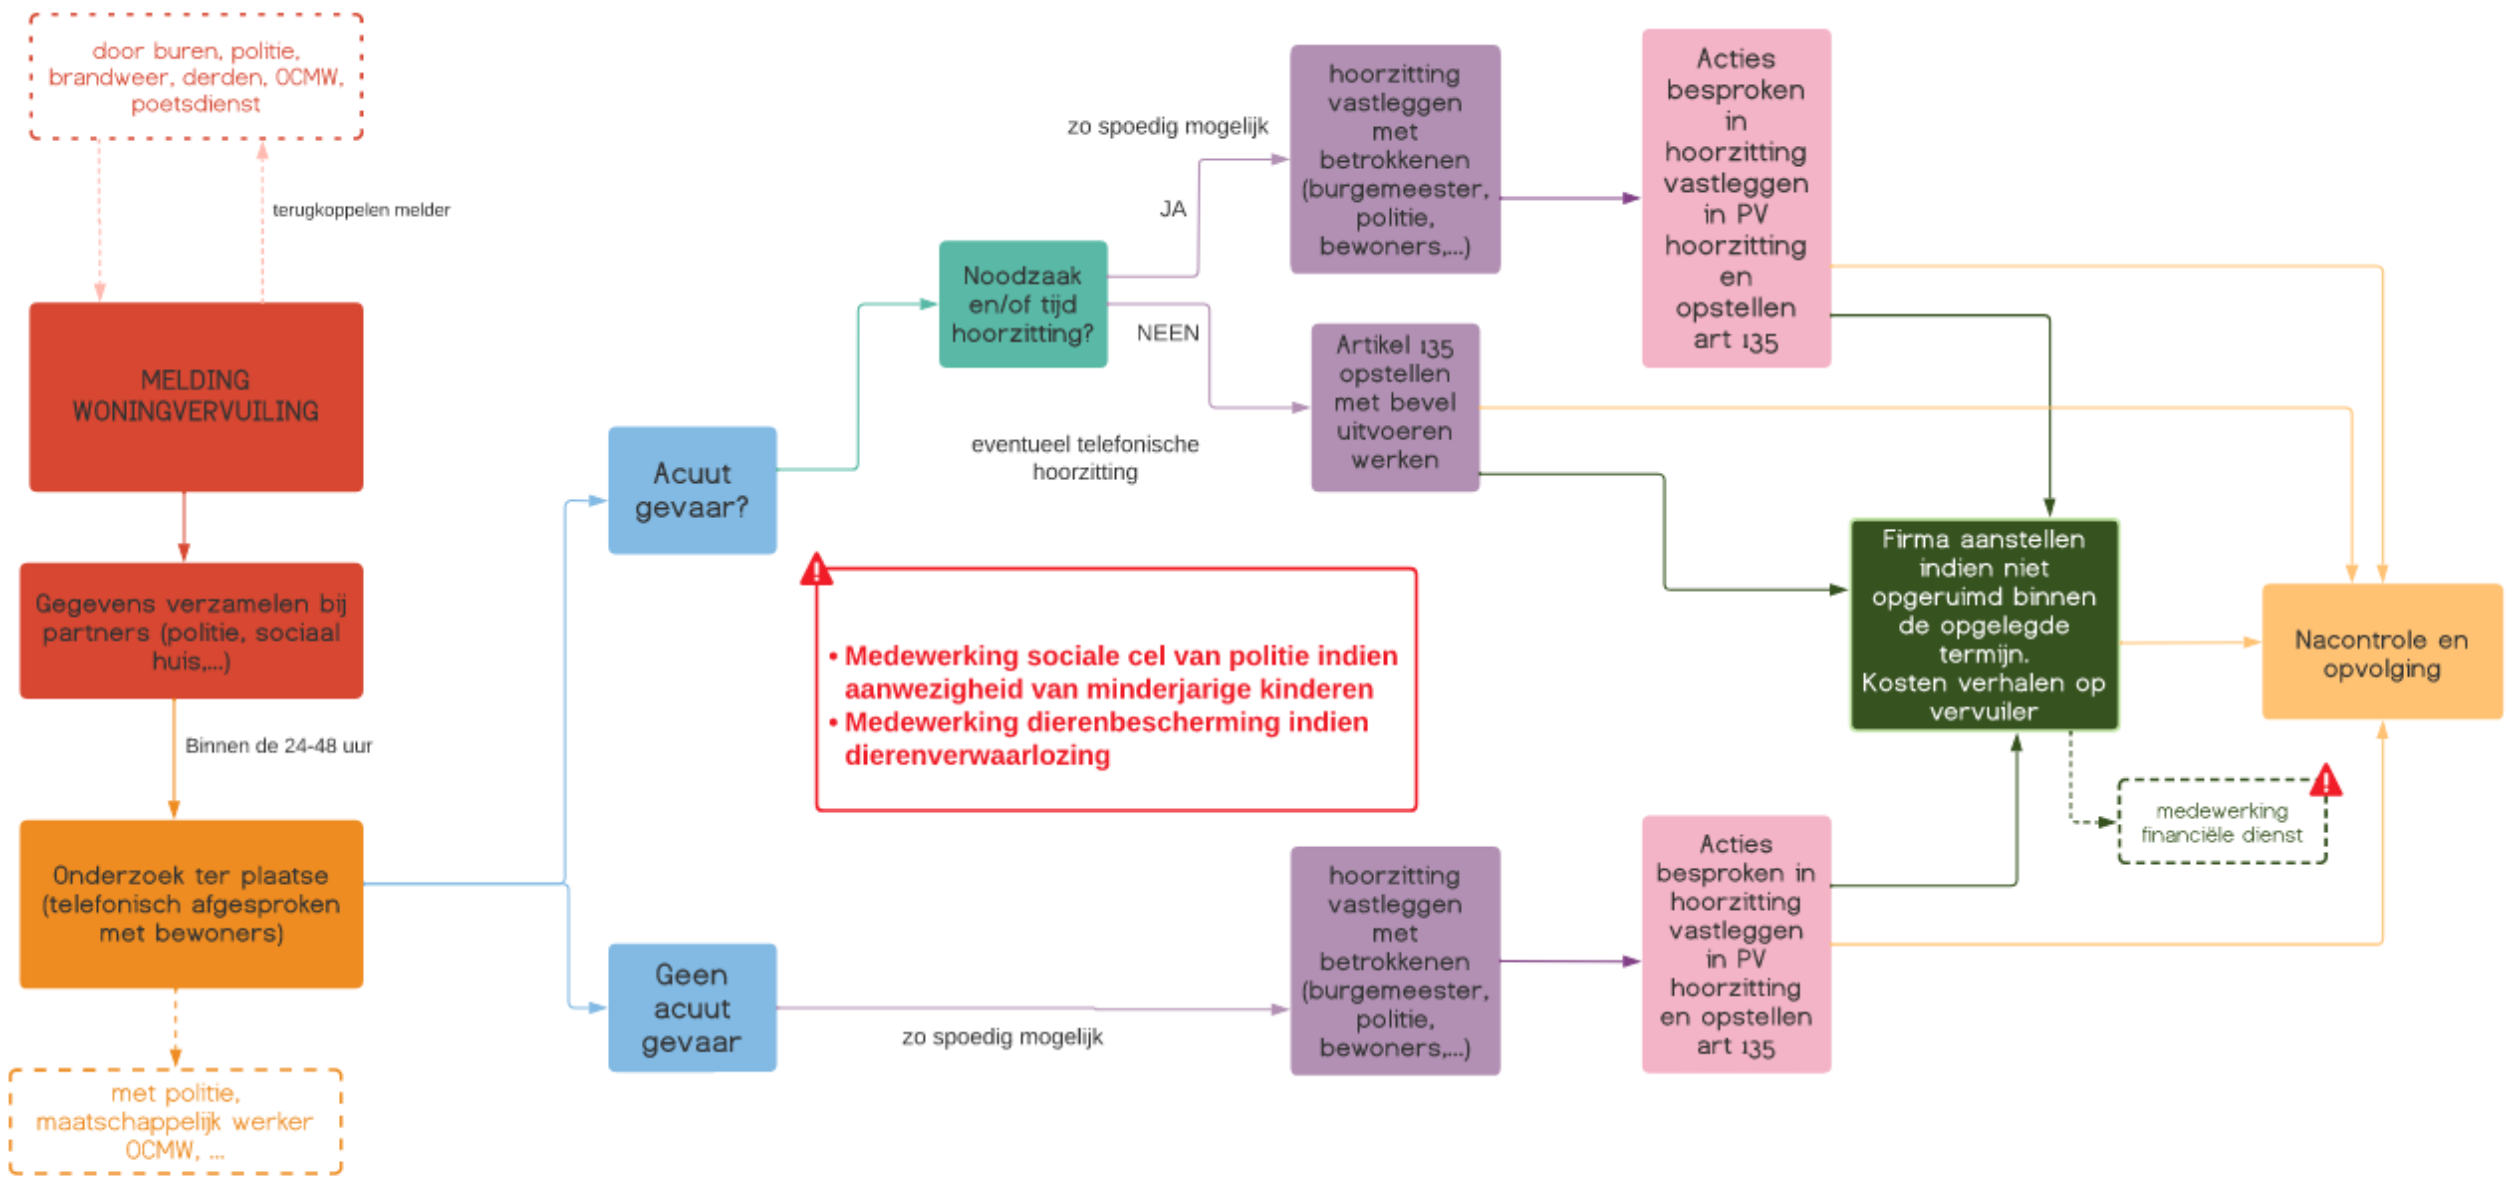 door buren, politie,
brandweer, derden, OCMW,
poetsdienst
terugkoppelen melder
MELDING
WONINGVERVUILING
Gegevens verzamelen bij
partners (politie, sociaal
huis,...)
Binnen de 24-48 uur
Onderzoek ter plaatse
(telefonisch afgesproken
met bewoners)
met politie,
maatschappelijk werker
OCMW, ...
Acuut
gevaar?
Geen
acuut
gevaar
Noodzaak
en/of tijd
hoorzitting?
JA
zo spoedig mogelijk
NEEN
eventueel telefonische
hoorzitting
hoorzitting
vastleggen
met
betrokkenen
(burgemeester,
politie,
bewoners,...)
Artikel 135
opstellen
met bevel
uitvoeren
werken
Acties
besproken
in
hoorzitting
vastleggen
in PV
hoorzitting
en
opstellen
art 135
• Medewerking sociale cel van politie indien
aanwezigheid van minderjarige kinderen
• Medewerking dierenbescherming indien
dierenverwaarlozing
zo spoedig mogelijk
hoorzitting
vastleggen
met
betrokkenen
(burgemeester,
politie,
bewoners,...)
Acties
besproken in
hoorzitting
vastleggen
in PV
hoorzitting
en opstellen
art 135
Firma aanstellen
indien niet
opgeruimd binnen
de opgelegde
termijn.
Kosten verhalen op
vervuiler
medewerking
financiële dienst
Nacontrole en
opvolging